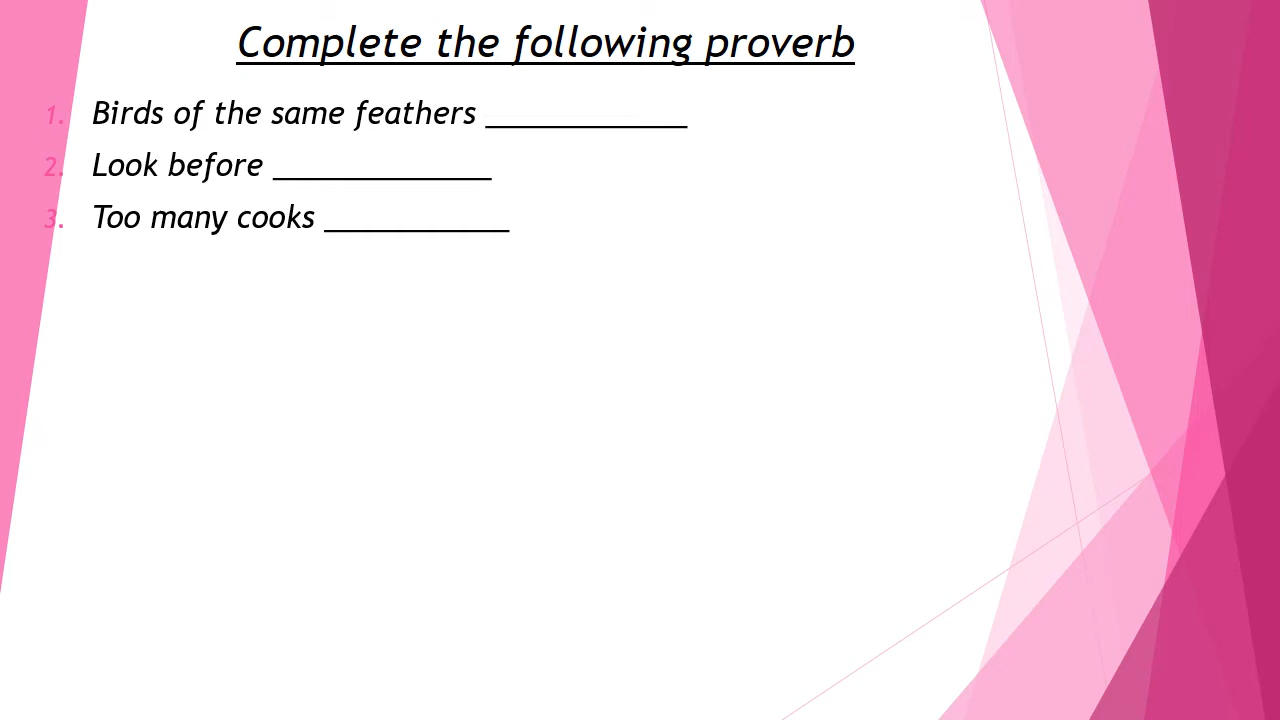 Complete the following proverb
1. Birds of the same feathers ____________
2. Look before _____________
3. Too many cooks ___________